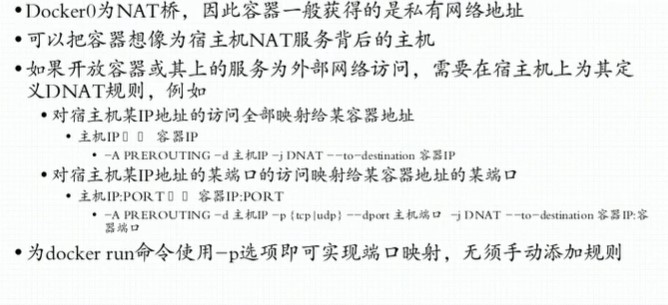 •Docker0为NAT桥，因此容器一般获得的是私有网络地址
•可以把容器想像为宿主机NAT服务背后的主机
•如果开放容器或其上的服务为外部网络访问，需要在宿主机上为其定
义DNAT规则，例如
•对宿主机某IP地址的访问全部映射给某容器地址
•主机IP 容器IP
•-A PREROUTING -d 主机IP -j DNAT --to-destination 容器IP
•对宿主机某IP地址的某端口的访问映射给某容器地址的某端口
•主机IP:PORT 容器IP:PORT
•-A PREROUTING -d 主机IP -p {tcp|udp} --dport 主机端口 -j DNAT --to-destination 容器IP:容
器端口
•为docker run命令使用-p选项即可实现端口映射，无须手动添加规则